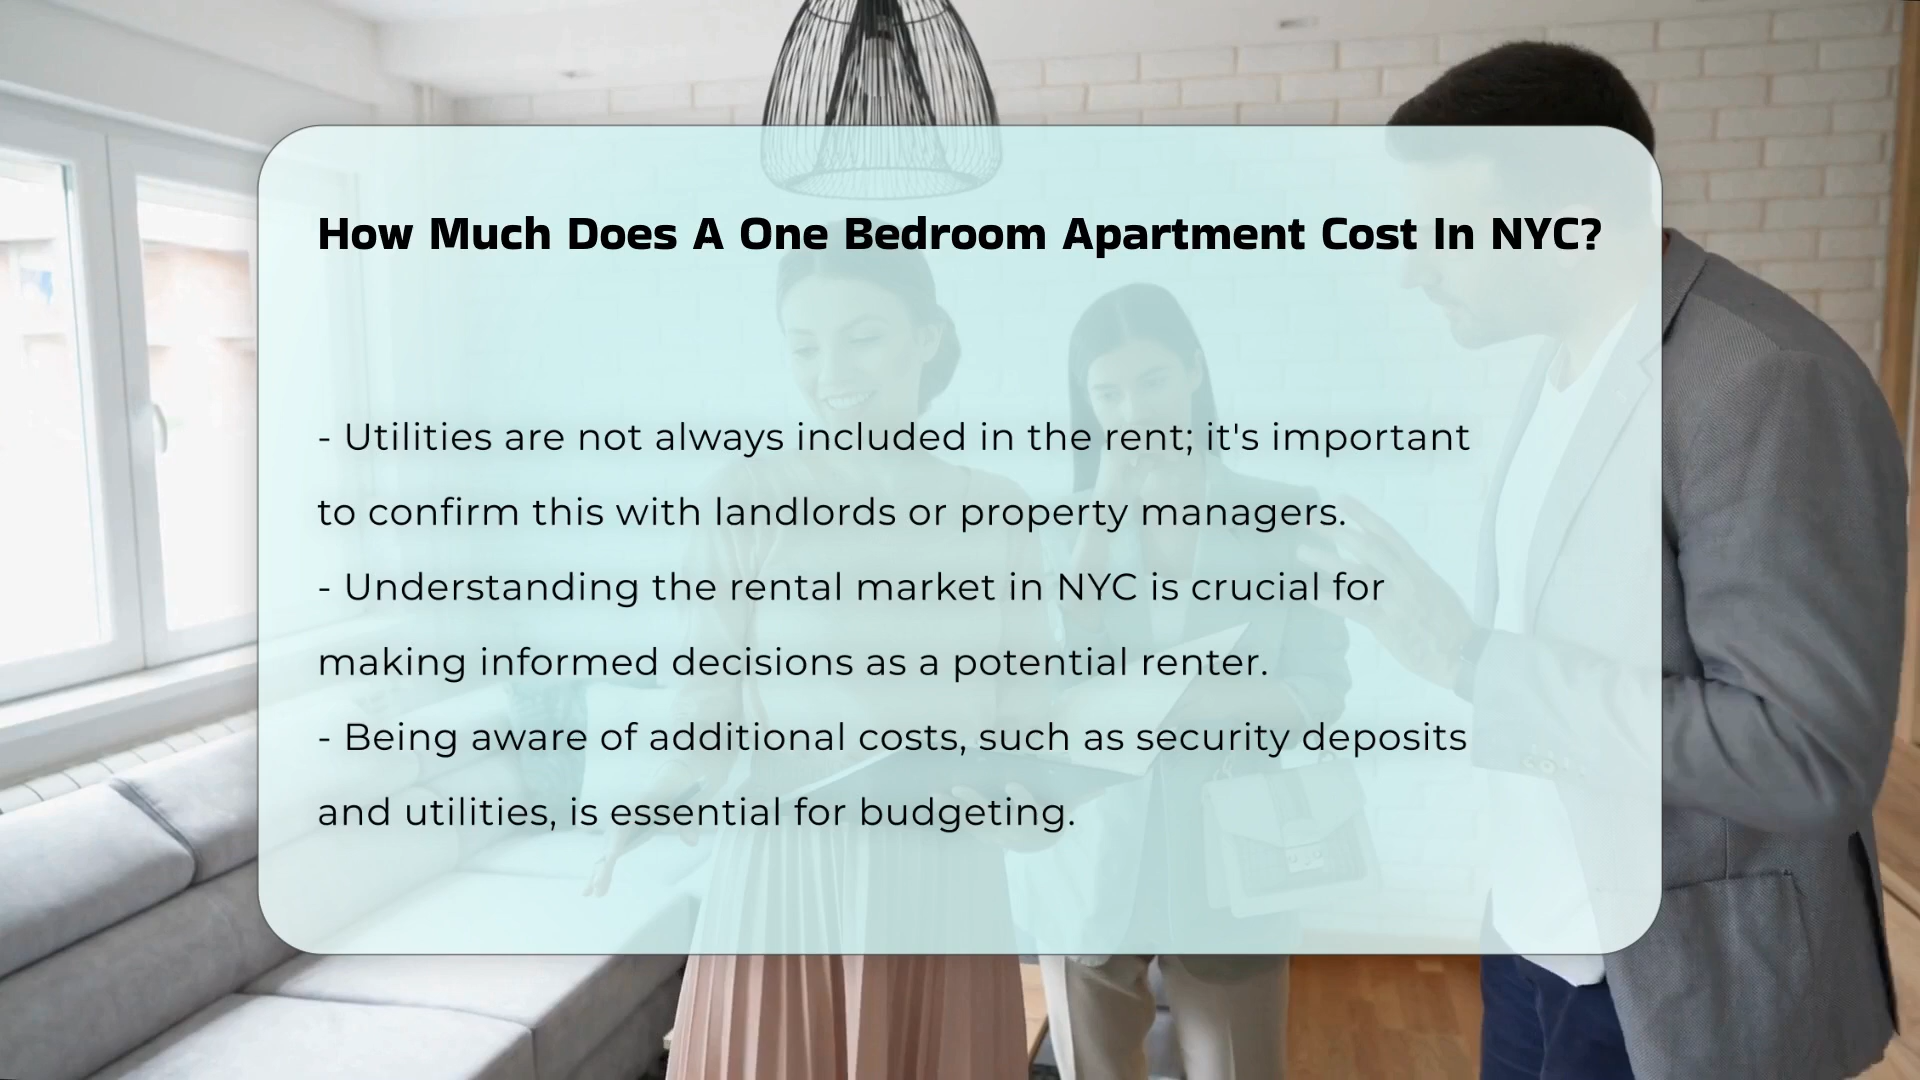 How Much Does A One Bedroom Apartment Cost In NYC?
- Utilities are not always included in the rent; it's important
to confirm this with landlords or property managers.
- Understanding the rental market in NYC is crucial for
making informed decisions as a potential renter.
- Being aware of additional costs, such as security deposits
and utilities, is essential for budgeting.